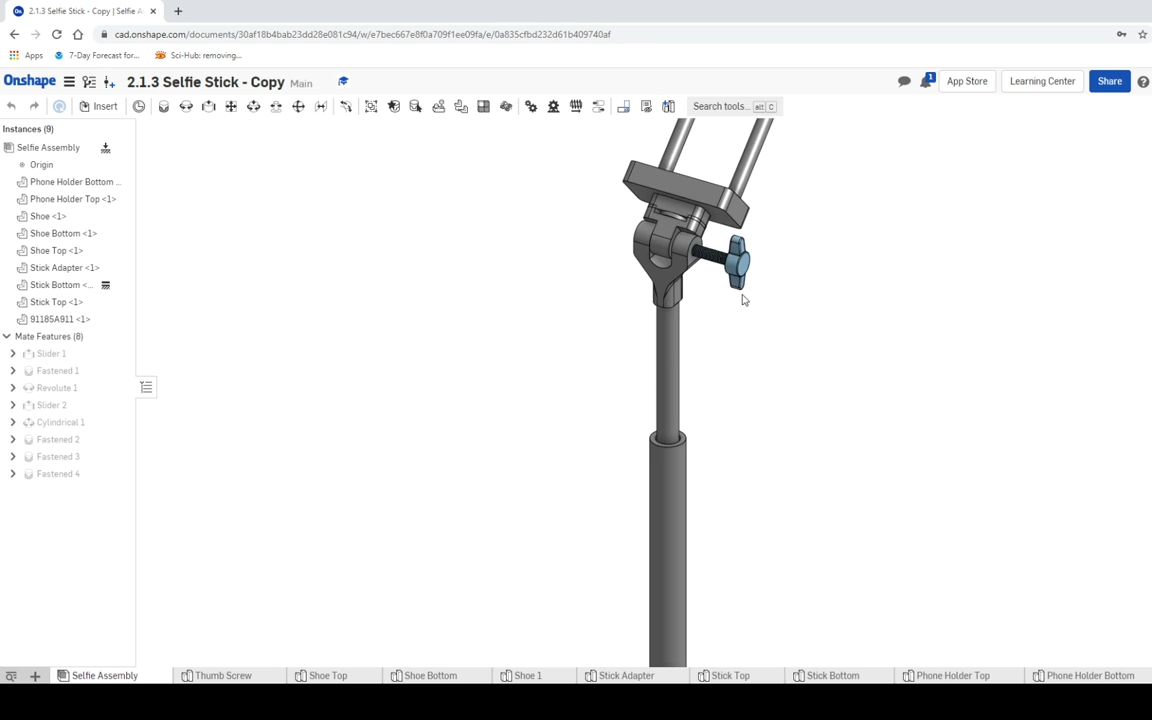 2.1.3 Selfie Stick - Copy | Selfie A
cad.onshape.com/documents/30af18b4bab23dd28e081c94/w/e7bec667e8f0a709f1ee09fa/e/0a835cfbd232d61b409740af
Apps 7-Day Forecast for... Sci-Hub: removing...
Onshape 2.1.3 Selfie Stick - Copy Main 1 App Store Learning Center Share
Insert Search tools... alt C
Instances (9)
Selfie Assembly
Origin
Phone Holder Bottom ...
Phone Holder Top <1>
Shoe <1>
Shoe Bottom <1>
Shoe Top <1>
Stick Adapter <1>
Stick Bottom <...
Stick Top <1>
91185A911 <1>
Mate Features (8)
Slider 1
Fastened 1
Revolute 1
Slider 2
Cylindrical 1
Fastened 2
Fastened 3
Fastened 4
Selfie Assembly Thumb Screw Shoe Top Shoe Bottom Shoe 1 Stick Adapter Stick Top Stick Bottom Phone Holder Top Phone Holder Bottom